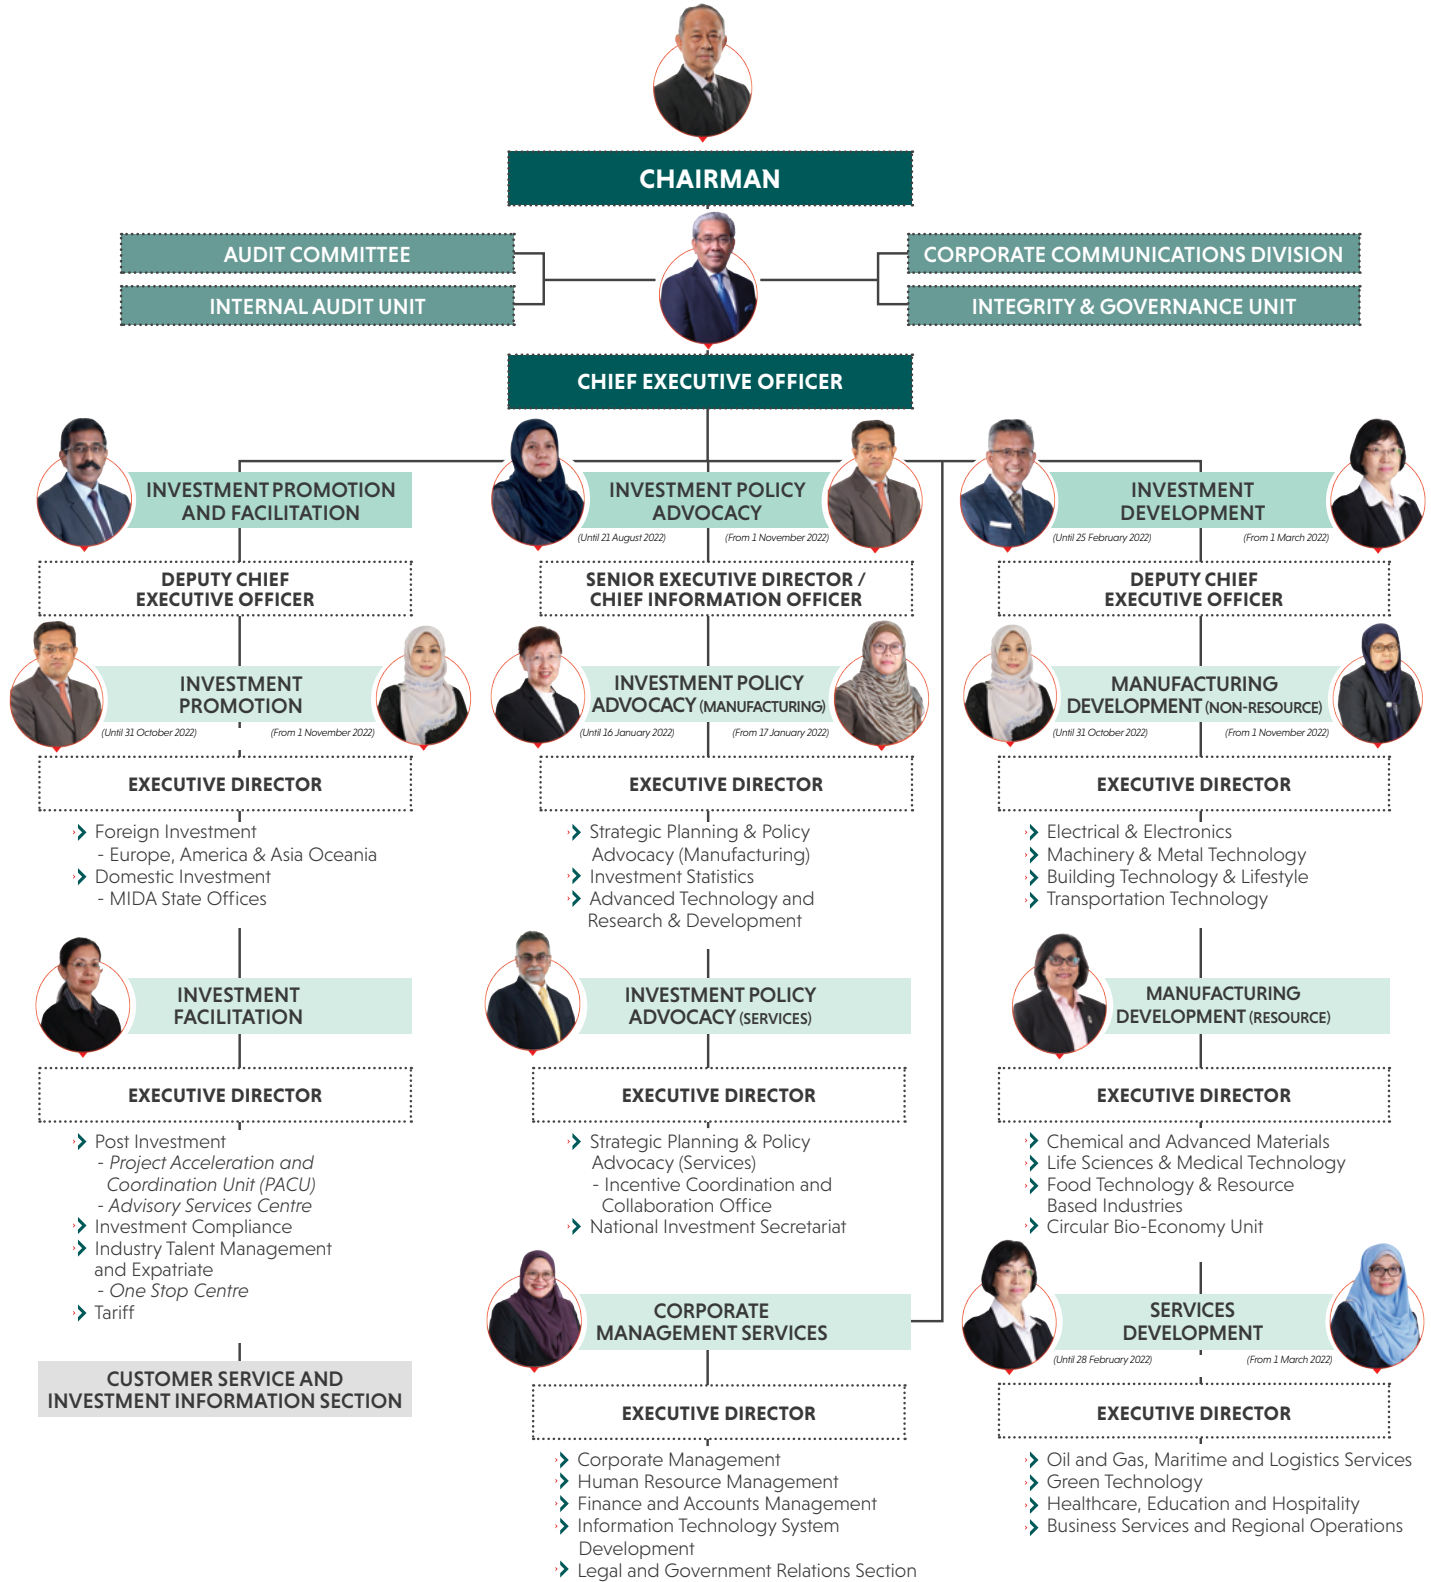 CHAIRMAN
AUDIT COMMITTEE
INTERNAL AUDIT UNIT
CORPORATE COMMUNICATIONS DIVISION
INTEGRITY & GOVERNANCE UNIT
CHIEF EXECUTIVE OFFICER
INVESTMENT PROMOTION
AND FACILITATION
DEPUTY CHIEF
EXECUTIVE OFFICER
INVESTMENT
PROMOTION
(Until 31 October 2022)
(From 1 November 2022)
EXECUTIVE DIRECTOR
Foreign Investment
- Europe, America & Asia Oceania
Domestic Investment
- MIDA State Offices
INVESTMENT
FACILITATION
EXECUTIVE DIRECTOR
Post Investment
- Project Acceleration and
Coordination Unit (PACU)
- Advisory Services Centre
Investment Compliance
Industry Talent Management
and Expatriate
- One Stop Centre
Tariff
CUSTOMER SERVICE AND
INVESTMENT INFORMATION SECTION
INVESTMENT POLICY
ADVOCACY
(Until 21 August 2022)
(From 1 November 2022)
SENIOR EXECUTIVE DIRECTOR /
CHIEF INFORMATION OFFICER
INVESTMENT POLICY
ADVOCACY (MANUFACTURING)
(Until 16 January 2022)
(From 17 January 2022)
EXECUTIVE DIRECTOR
Strategic Planning & Policy
Advocacy (Manufacturing)
Investment Statistics
Advanced Technology and
Research & Development
INVESTMENT POLICY
ADVOCACY (SERVICES)
EXECUTIVE DIRECTOR
Strategic Planning & Policy
Advocacy (Services)
- Incentive Coordination and
Collaboration Office
National Investment Secretariat
CORPORATE
MANAGEMENT SERVICES
EXECUTIVE DIRECTOR
Corporate Management
Human Resource Management
Finance and Accounts Management
Information Technology System
Development
Legal and Government Relations Section
INVESTMENT
DEVELOPMENT
(Until 25 February 2022)
(From 1 March 2022)
DEPUTY CHIEF
EXECUTIVE OFFICER
MANUFACTURING
DEVELOPMENT (NON-RESOURCE)
(Until 31 October 2022)
(From 1 November 2022)
EXECUTIVE DIRECTOR
Electrical & Electronics
Machinery & Metal Technology
Building Technology & Lifestyle
Transportation Technology
MANUFACTURING
DEVELOPMENT (RESOURCE)
EXECUTIVE DIRECTOR
Chemical and Advanced Materials
Life Sciences & Medical Technology
Food Technology & Resource
Based Industries
Circular Bio-Economy Unit
SERVICES
DEVELOPMENT
(Until 28 February 2022)
(From 1 March 2022)
EXECUTIVE DIRECTOR
Oil and Gas, Maritime and Logistics Services
Green Technology
Healthcare, Education and Hospitality
Business Services and Regional Operations